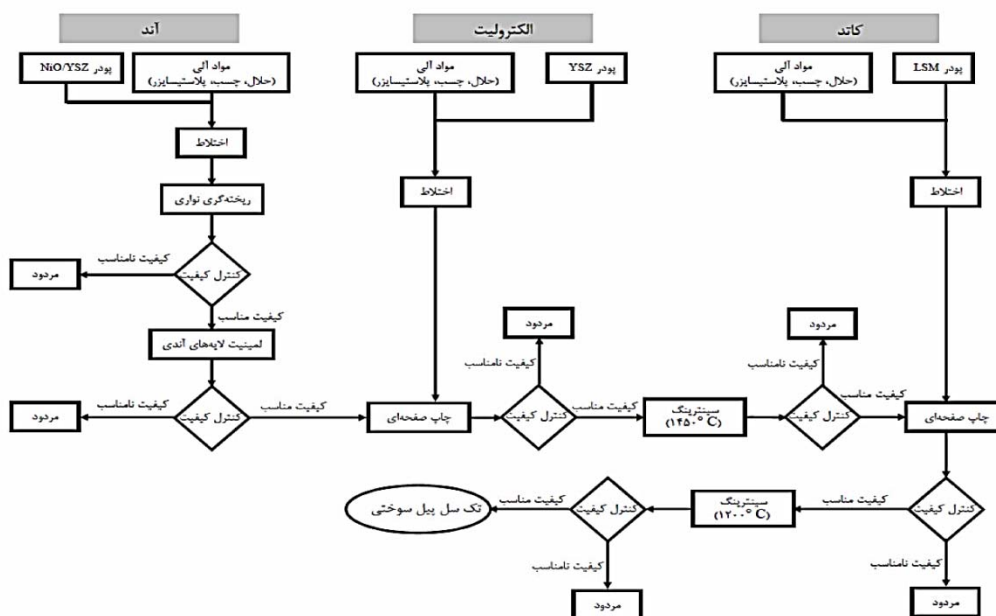 آند
الکترولیت
کاتد
پودر NiO/YSZ
مواد آلی
(حلال، چسب، پلاستیسایزر)
مواد آلی
(حلال، چسب، پلاستیسایزر)
پودر YSZ
مواد آلی
(حلال، چسب، پلاستیسایزر)
پودر LSM
اختلاط
ریخته‌گری نواری
کنترل کیفیت
کیفیت نامناسب
مردود
کیفیت مناسب
لمینیت لایه‌های آندی
کنترل کیفیت
کیفیت نامناسب
مردود
کیفیت مناسب
اختلاط
چاپ صفحه‌ای
کنترل کیفیت
کیفیت نامناسب
مردود
کیفیت مناسب
سینترینگ
(۱۴۵۰° C)
کنترل کیفیت
کیفیت نامناسب
مردود
کیفیت مناسب
اختلاط
چاپ صفحه‌ای
کنترل کیفیت
کیفیت نامناسب
مردود
کیفیت مناسب
سینترینگ
(۱۲۰۰° C)
کنترل کیفیت
کیفیت نامناسب
مردود
کیفیت مناسب
تک سل پیل سوختی